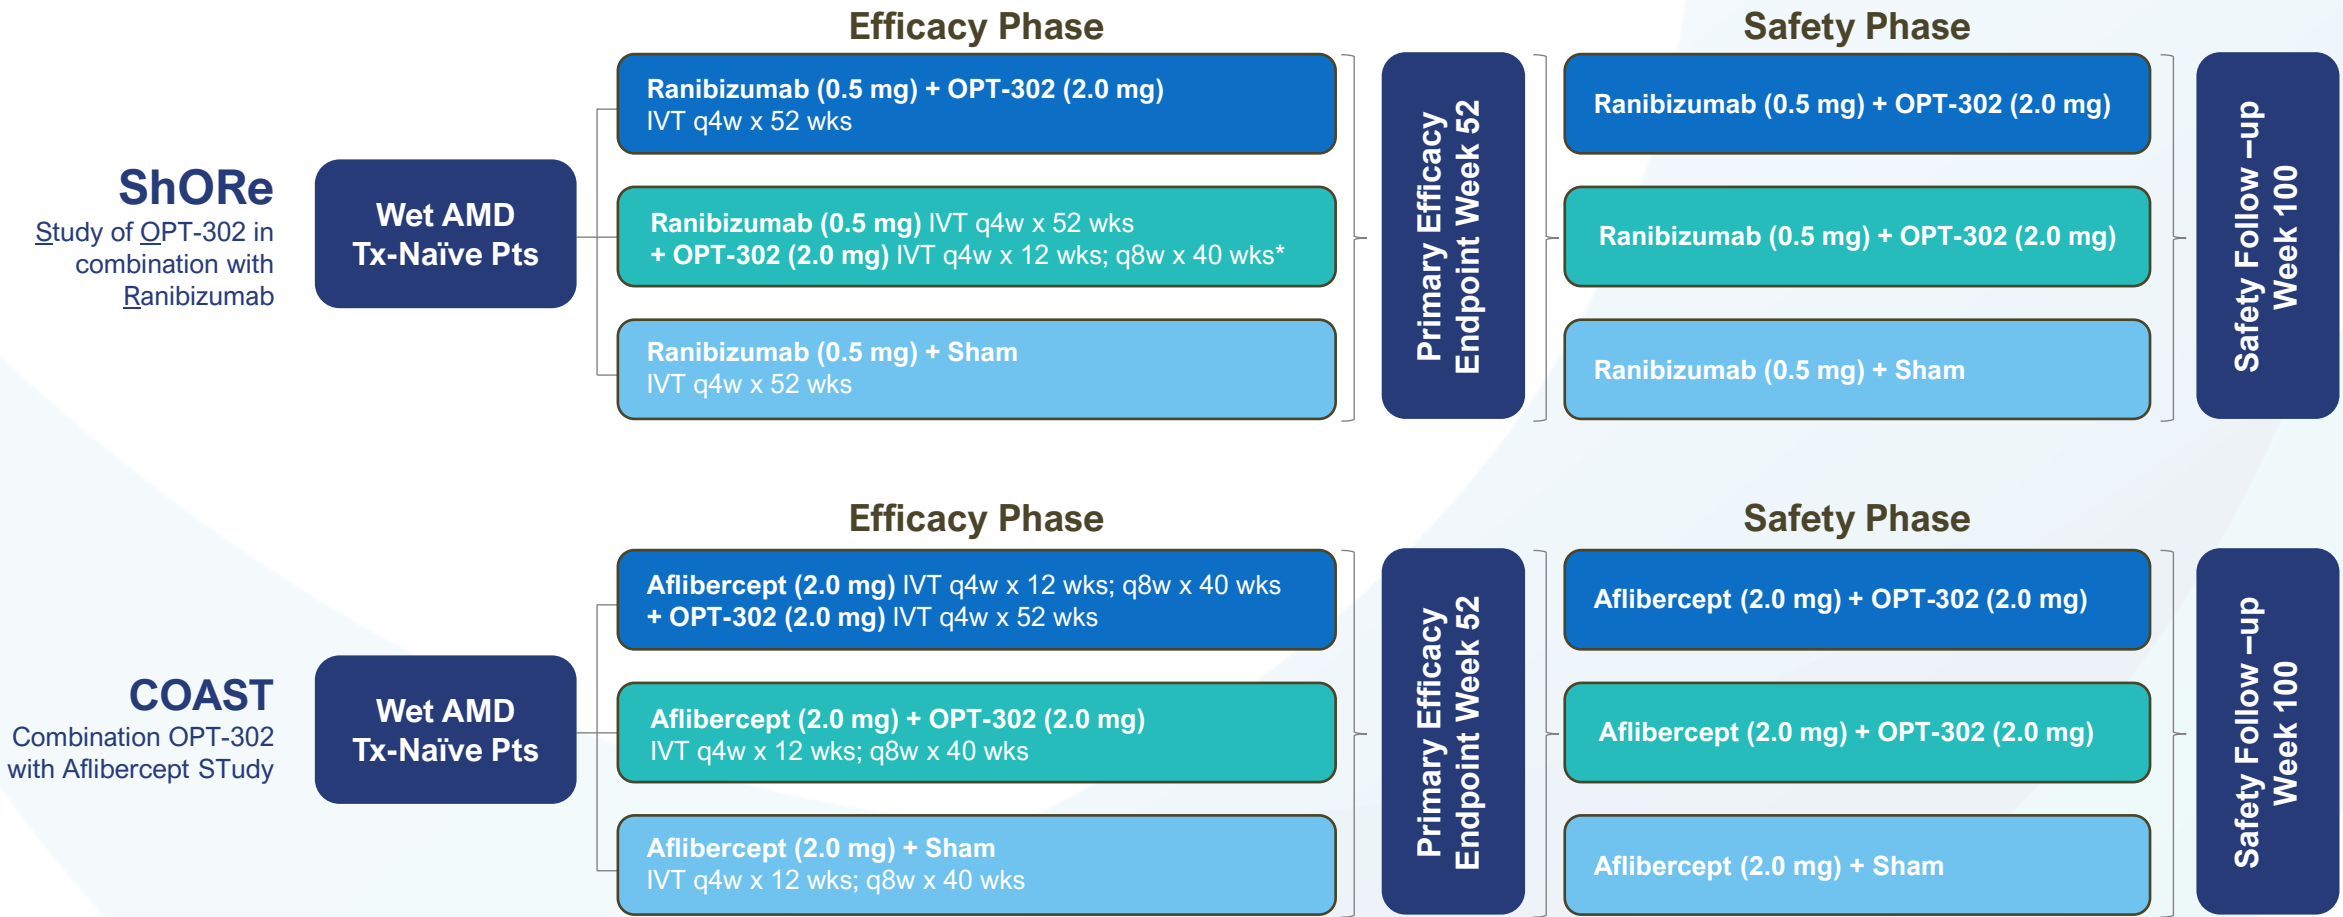 Efficacy Phase
Safety Phase
ShORe
Study of OPT-302 in
combination with
Ranibizumab
Wet AMD
Tx-Naïve Pts
Ranibizumab (0.5 mg) + OPT-302 (2.0 mg)
IVT q4w x 52 wks
Ranibizumab (0.5 mg) IVT q4w x 52 wks
+ OPT-302 (2.0 mg) IVT q4w x 12 wks; q8w x 40 wks*
Ranibizumab (0.5 mg) + Sham
IVT q4w x 52 wks
Primary Efficacy
Endpoint Week 52
Ranibizumab (0.5 mg) + OPT-302 (2.0 mg)
Ranibizumab (0.5 mg) + OPT-302 (2.0 mg)
Ranibizumab (0.5 mg) + Sham
Safety Follow –up
Week 100
Efficacy Phase
Safety Phase
COAST
Combination OPT-302
with Aflibercept STudy
Wet AMD
Tx-Naïve Pts
Aflibercept (2.0 mg) IVT q4w x 12 wks; q8w x 40 wks
+ OPT-302 (2.0 mg) IVT q4w x 52 wks
Aflibercept (2.0 mg) + OPT-302 (2.0 mg)
IVT q4w x 12 wks; q8w x 40 wks
Aflibercept (2.0 mg) + Sham
IVT q4w x 12 wks; q8w x 40 wks
Primary Efficacy
Endpoint Week 52
Aflibercept (2.0 mg) + OPT-302 (2.0 mg)
Aflibercept (2.0 mg) + OPT-302 (2.0 mg)
Aflibercept (2.0 mg) + Sham
Safety Follow –up
Week 100